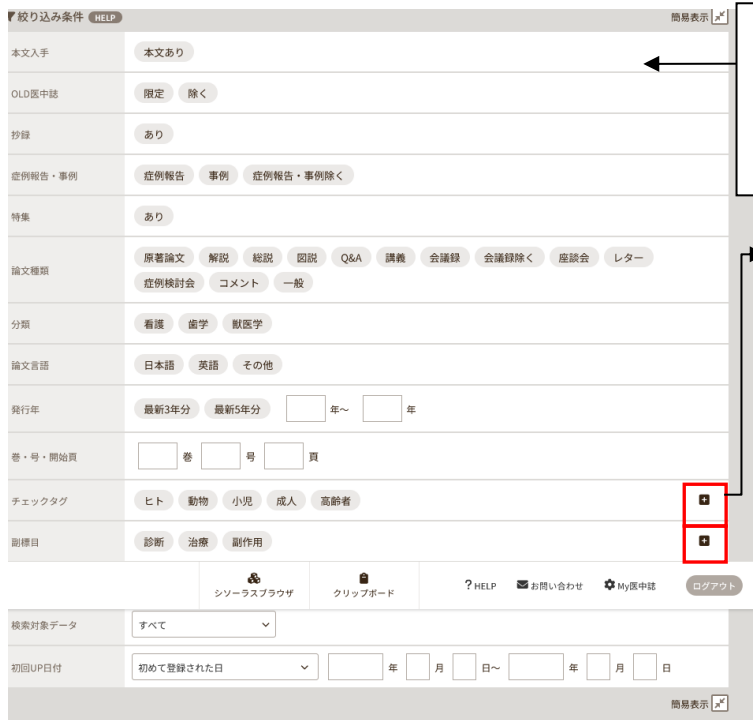 ▼絞り込み条件 HELP 簡易表示
本文入手 本文あり
OLD医中誌 限定 除く
抄録 あり
症例報告・事例 症例報告 事例 症例報告・事例除く
特集 あり
論文種類 原著論文 解説 総説 図説 Q&A 講義 会議録 会議録除く 座談会 レター
症例検討会 コメント 一般
分類 看護 歯学 獣医学
論文言語 日本語 英語 その他
発行年 最新3年分 最新5年分 年～ 年
巻・号・開始頁 巻 号 頁
チェックタグ ヒト 動物 小児 成人 高齢者
副標目 診断 治療 副作用
シソーラスブラウザ クリップボード ? HELP お問い合わせ My医中誌 ログアウト
検索対象データ すべて
初回UP日付 初めて登録された日 年 月 日～ 年 月 日
簡易表示